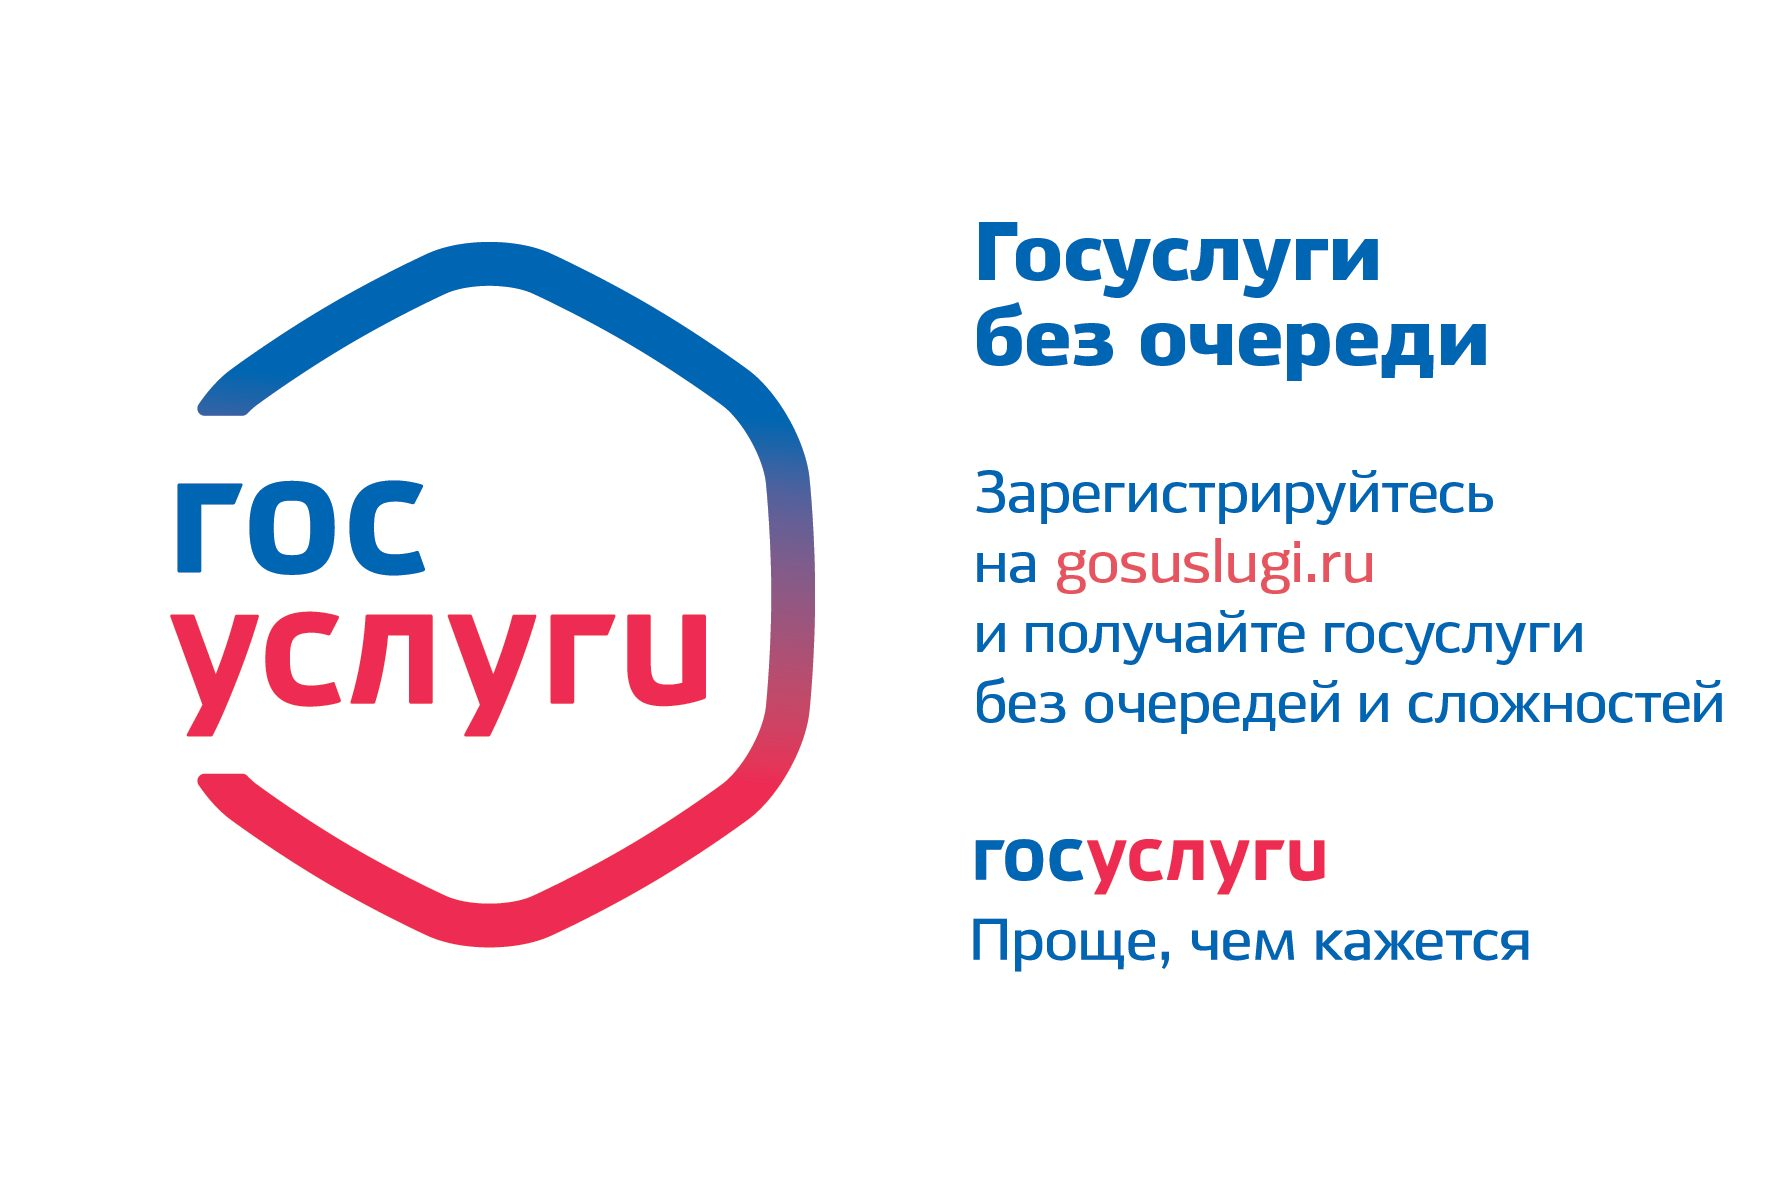 гос
услуги
Госуслуги
без очереди
Зарегистрируйтесь
на gosuslugi.ru
и получайте госуслуги
без очередей и сложностей
госуслуги
Проще, чем кажется